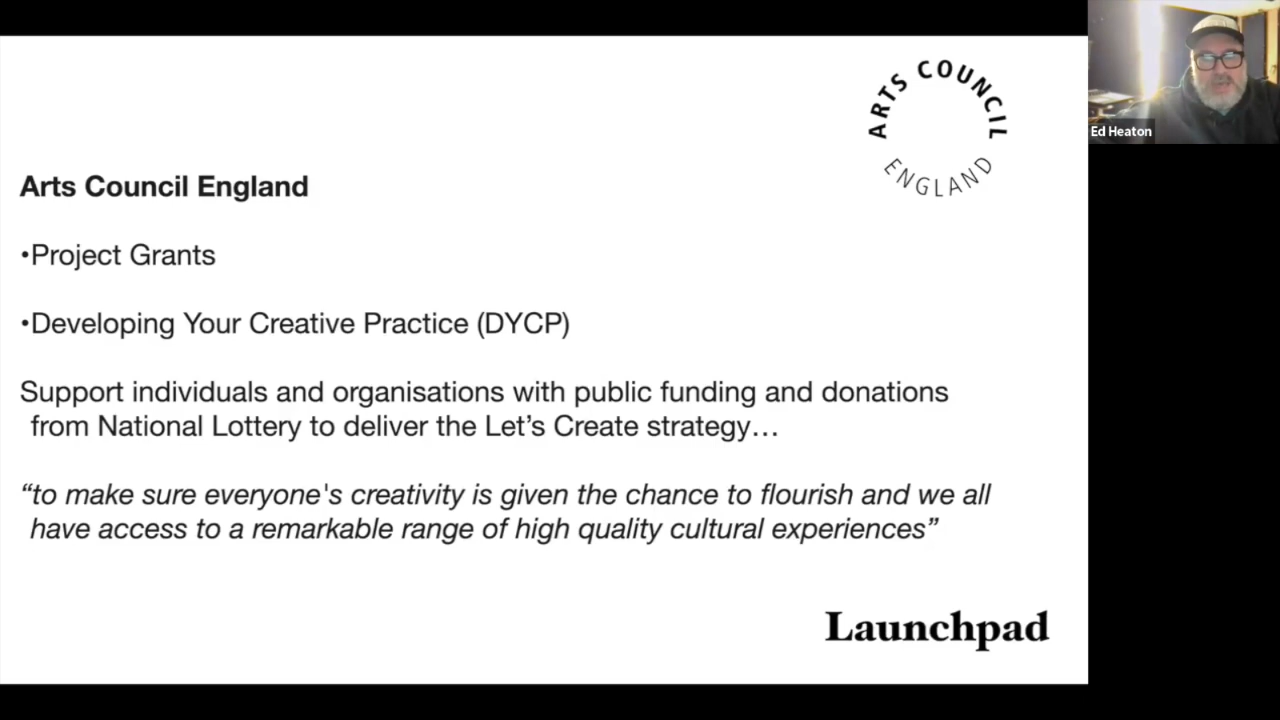 ARTS COUNCIL
ENGLAND
Ed Heaton
Arts Council England
•Project Grants
•Developing Your Creative Practice (DYCP)
Support individuals and organisations with public funding and donations
from National Lottery to deliver the Let’s Create strategy…
“to make sure everyone's creativity is given the chance to flourish and we all
have access to a remarkable range of high quality cultural experiences”
Launchpad